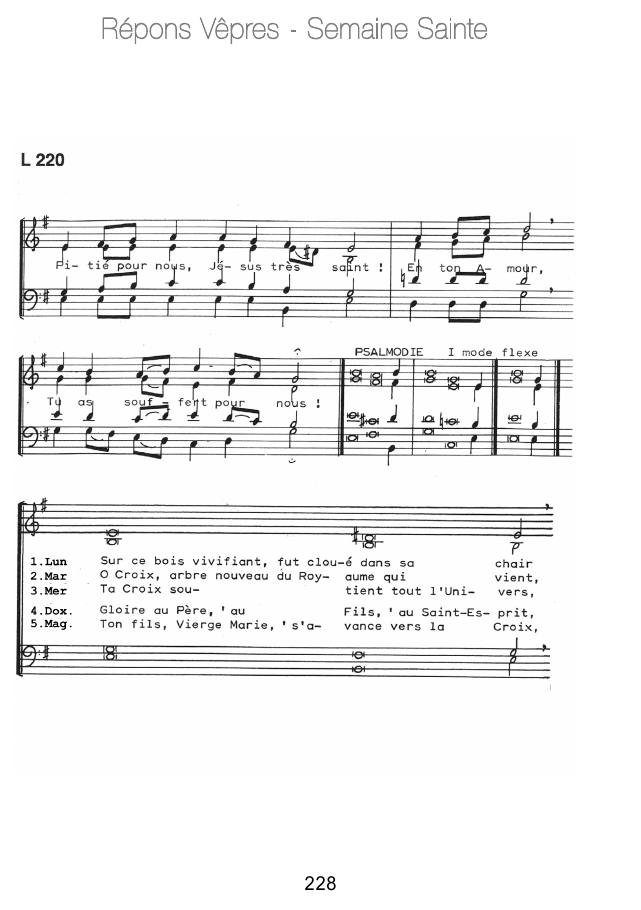 Répons Vêpres - Semaine Sainte
L 220
Pi- tié pour nous, Jé- sus très saint ! En ton A- mour,
PSALMODIE I mode flexe
Tu as souf - fert pour nous !
1.Lun Sur ce bois vivifiant, fut clou-é dans sa chair
2.Mar O Croix, arbre nouveau du Roy- aume qui vient,
3.Mer Ta Croix sou- tient tout l'Uni- vers,
4.Dox. Gloire au Père,'au Fils,'au Saint-Es- prit,
5.Mag. Ton fils, Vierge Marie,'s'a- vance vers la Croix,
228